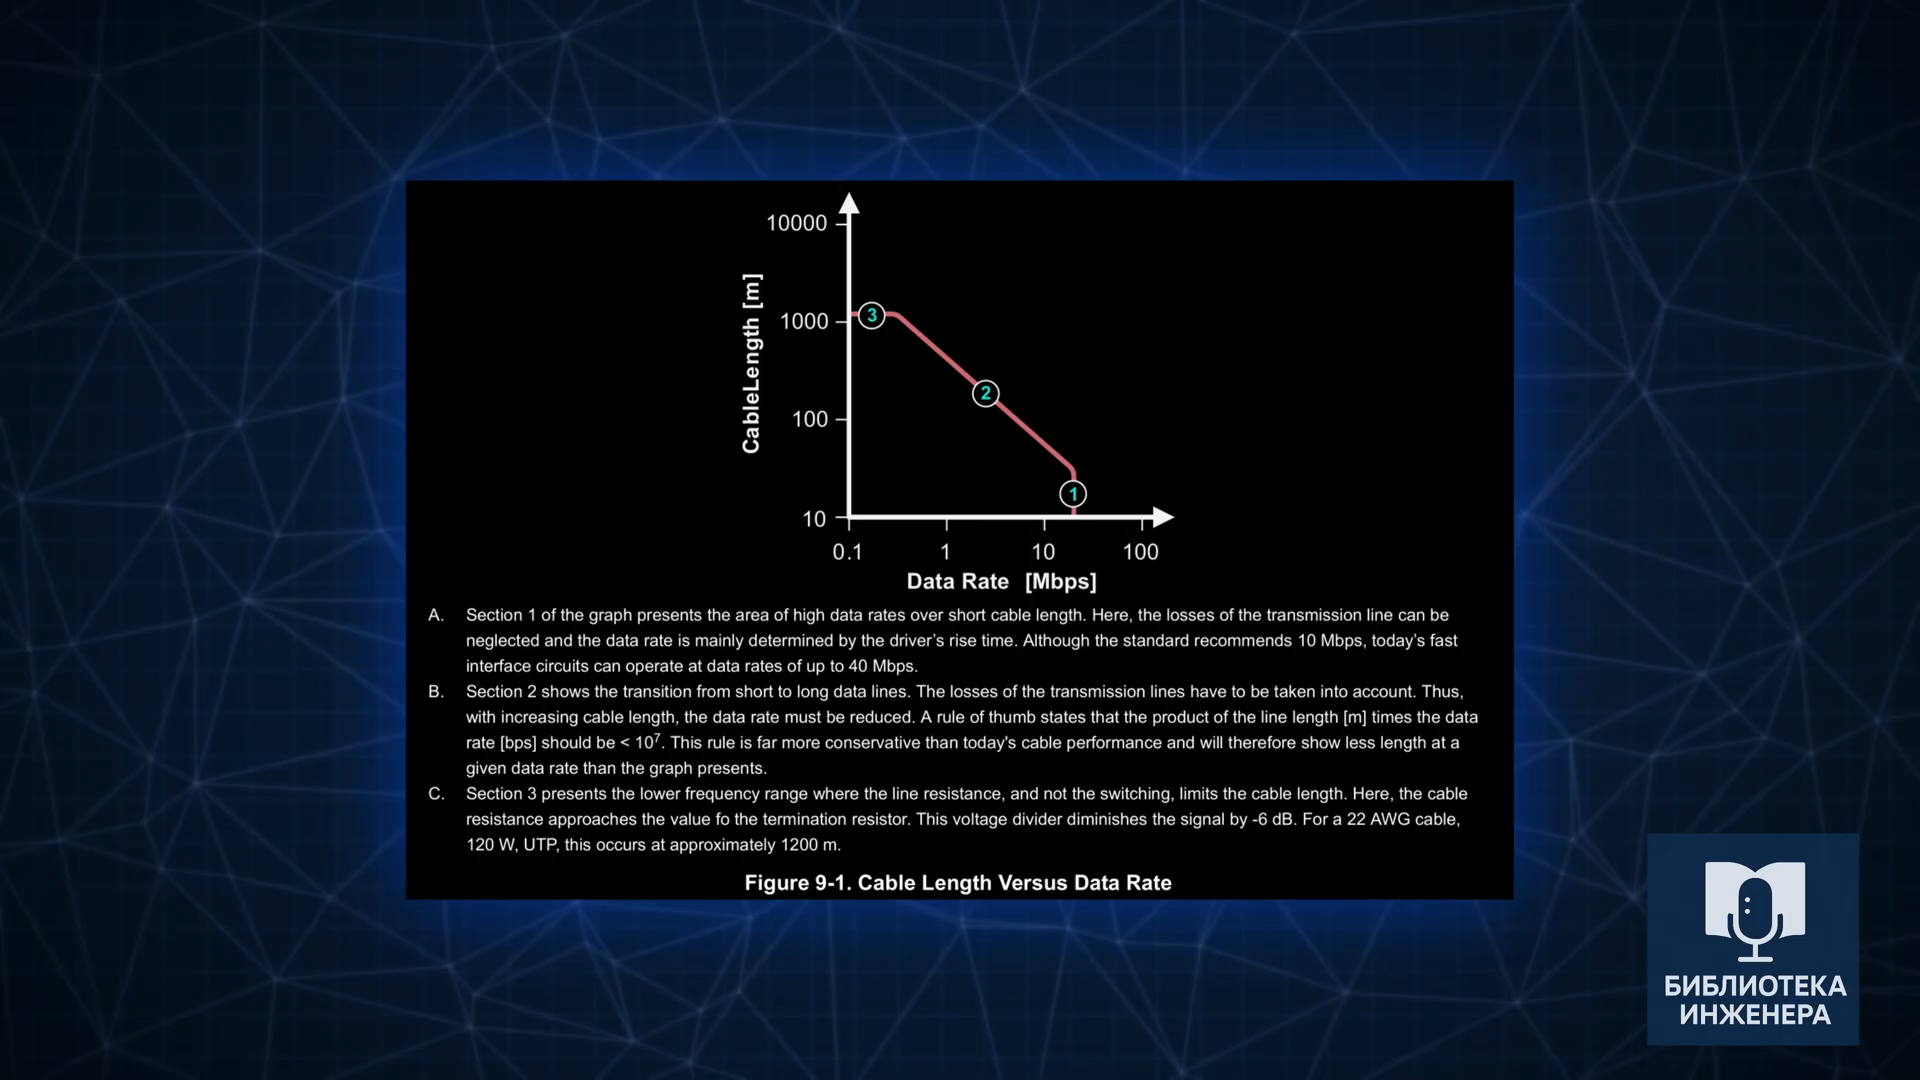 10000
1000
100
10
CableLength [m]
3
2
1
0.1 1 10 100
Data Rate [Mbps]
A. Section 1 of the graph presents the area of high data rates over short cable length. Here, the losses of the transmission line can be
neglected and the data rate is mainly determined by the driver's rise time. Although the standard recommends 10 Mbps, today's fast
interface circuits can operate at data rates of up to 40 Mbps.
B. Section 2 shows the transition from short to long data lines. The losses of the transmission lines have to be taken into account. Thus,
with increasing cable length, the data rate must be reduced. A rule of thumb states that the product of the line length [m] times the data
rate [bps] should be < 10⁷. This rule is far more conservative than today's cable performance and will therefore show less length at a
given data rate than the graph presents.
C. Section 3 presents the lower frequency range where the line resistance, and not the switching, limits the cable length. Here, the cable
resistance approaches the value fo the termination resistor. This voltage divider diminishes the signal by -6 dB. For a 22 AWG cable,
120 W, UTP, this occurs at approximately 1200 m.
Figure 9-1. Cable Length Versus Data Rate
БИБЛИОТЕКА
ИНЖЕНЕРА